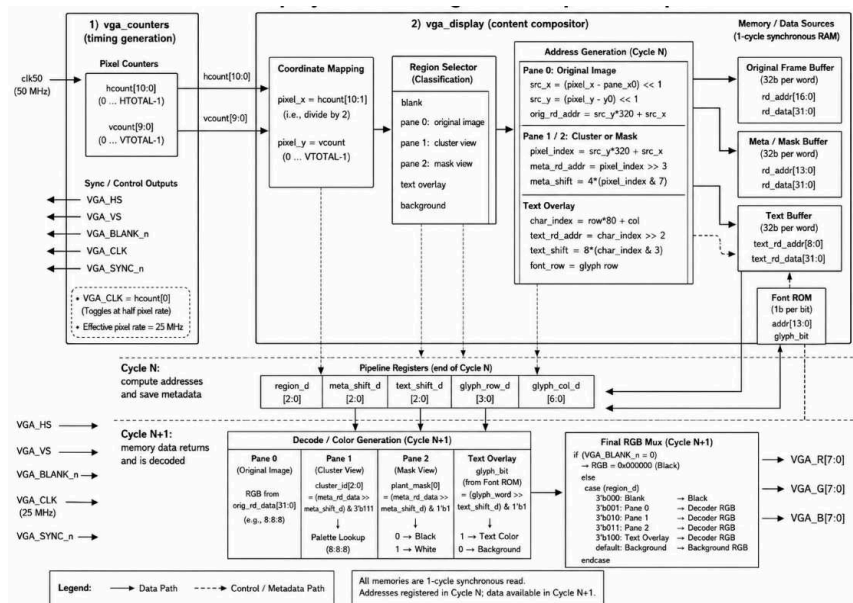 1) vga_counters
(timing generation)
Pixel Counters
clk50
(50 MHz)
hcount[10:0]
(0 ... HTOTAL-1)
vcount[9:0]
(0 ... VTOTAL-1)
Sync / Control Outputs
VGA_HS
VGA_VS
VGA_BLANK_n
VGA_CLK
VGA_SYNC_n
• VGA_CLK = hcount[0]
(Toggles at half pixel rate)
• Effective pixel rate = 25 MHz
hcount[10:0]
vcount[9:0]
2) vga_display (content compositor)
Coordinate Mapping
pixel_x = hcount[10:1]
(i.e., divide by 2)
pixel_y = vcount
(0 ... VTOTAL-1)
Region Selector
(Classification)
blank
pane 0: original image
pane 1: cluster view
pane 2: mask view
text overlay
background
Address Generation (Cycle N)
Pane 0: Original Image
src_x = (pixel_x - pane_x0) << 1
src_y = (pixel_y - y0) << 1
orig_rd_addr = src_y*320 + src_x
Pane 1 / 2: Cluster or Mask
pixel_index = src_y*320 + src_x
meta_rd_addr = pixel_index >> 3
meta_shift = 4*(pixel_index & 7)
Text Overlay
char_index = row*80 + col
text_rd_addr = char_index >> 2
text_shift = 8*(char_index & 3)
font_row = glyph row
Memory / Data Sources
(1-cycle synchronous RAM)
Original Frame Buffer
(32b per word)
rd_addr[16:0]
rd_data[31:0]
Meta / Mask Buffer
(32b per word)
rd_addr[13:0]
rd_data[31:0]
Text Buffer
(32b per word)
text_rd_addr[8:0]
text_rd_data[31:0]
Font ROM
(1b per bit)
addr[13:0]
glyph_bit
Cycle N:
compute addresses
and save metadata
Pipeline Registers (end of Cycle N)
region_d
[2:0]
meta_shift_d
[2:0]
text_shift_d
[2:0]
glyph_row_d
[3:0]
glyph_col_d
[6:0]
VGA_HS
VGA_VS
VGA_BLANK_n
VGA_CLK
(25 MHz)
VGA_SYNC_n
Cycle N+1:
memory data returns
and is decoded
Decode / Color Generation (Cycle N+1)
Pane 0
(Original Image)
RGB from
orig_rd_data[31:0]
(e.g., 8:8:8)
Pane 1
(Cluster View)
cluster_id[2:0]
= (meta_rd_data >>
meta_shift_d) & 3'b111
Palette Lookup
(8:8:8)
Pane 2
(Mask View)
plant_mask[0]
= (meta_rd_data >>
meta_shift_d) & 1'b1
0 → Black
1 → White
Text Overlay
glyph_bit
(from Font ROM)
= (glyph_word >>
text_shift_d) & 1'b1
1 → Text Color
0 → Background
Final RGB Mux (Cycle N+1)
if (VGA_BLANK_n = 0)
→ RGB = 0x000000 (Black)
else
case (region_d)
3'b000: Blank → Black
3'b001: Pane 0 → Decoder RGB
3'b010: Pane 1 → Decoder RGB
3'b011: Pane 2 → Decoder RGB
3'b100: Text Overlay → Decoder RGB
default: Background → Background RGB
endcase
VGA_R[7:0]
VGA_G[7:0]
VGA_B[7:0]
Legend:
Data Path
Control / Metadata Path
All memories are 1-cycle synchronous read.
Addresses registered in Cycle N; data available in Cycle N+1.